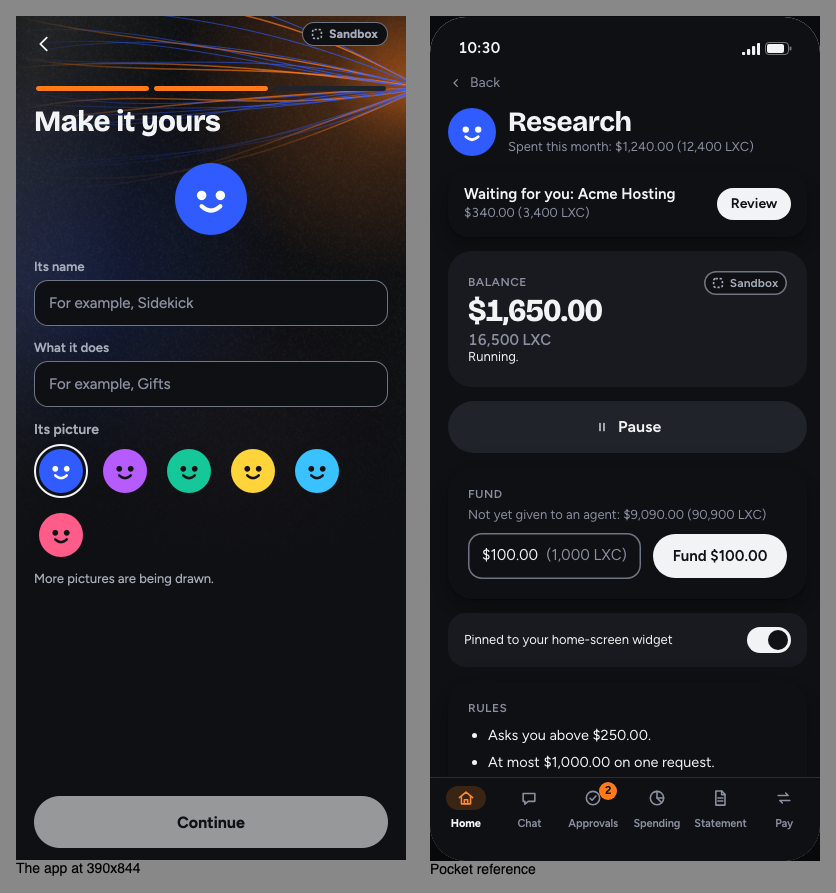 Sandbox
Make it yours
Its name
For example, Sidekick
What it does
For example, Gifts
Its picture
More pictures are being drawn.
Continue
The app at 390x844
10:30
Back
Research
Spent this month: $1,240.00 (12,400 LXC)
Waiting for you: Acme Hosting
$340.00 (3,400 LXC)
Review
BALANCE
Sandbox
$1,650.00
16,500 LXC
Running.
Pause
FUND
Not yet given to an agent: $9,090.00 (90,900 LXC)
$100.00 (1,000 LXC)
Fund $100.00
Pinned to your home-screen widget
RULES
• Asks you above $250.00.
• At most $1,000.00 on one request.
2
Home Chat Approvals Spending Statement Pay
Pocket reference